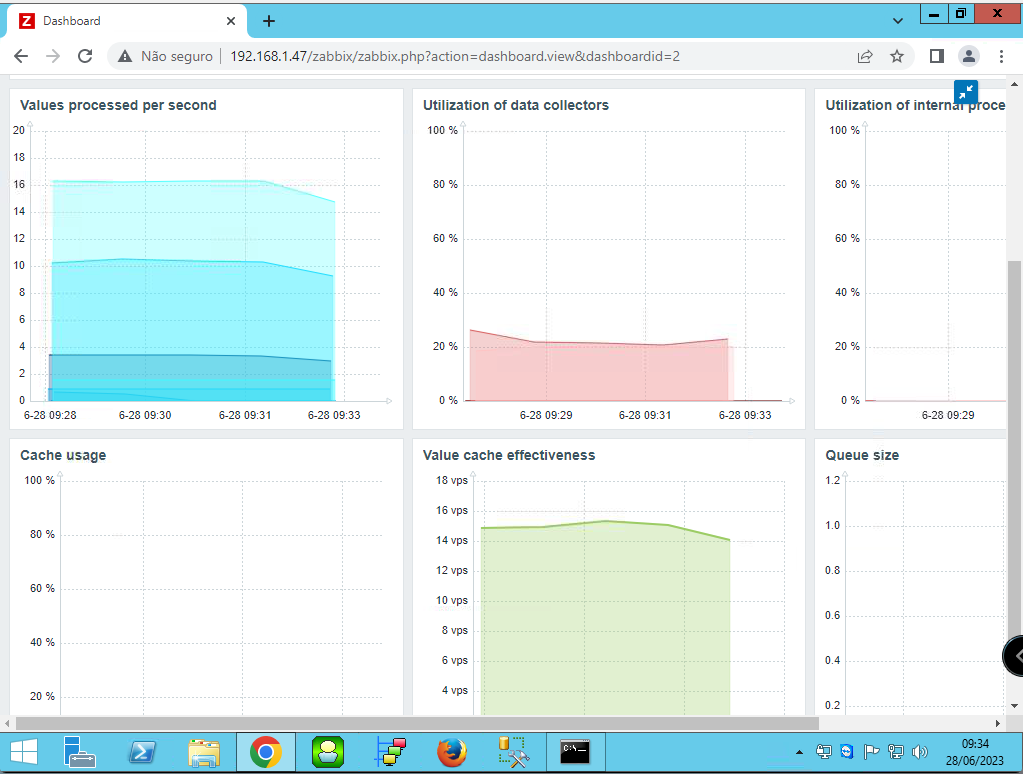 Z Dashboard
Não seguro 192.168.1.47/zabbix/zabbix.php?action=dashboard.view&dashboardid=2
Values processed per second
20
18
16
14
12
10
8
6
4
2
0
6-28 09:28 6-28 09:30 6-28 09:31 6-28 09:33
Utilization of data collectors
100 %
80 %
60 %
40 %
20 %
0 %
6-28 09:29 6-28 09:31 6-28 09:33
Utilization of internal proce
100 %
80 %
60 %
40 %
20 %
0 %
6-28 09:29
Cache usage
100 %
80 %
60 %
40 %
20 %
Value cache effectiveness
18 vps
16 vps
14 vps
12 vps
10 vps
8 vps
6 vps
4 vps
Queue size
1.2
1.0
0.8
0.6
0.4
0.2
C:\_
09:34
28/06/2023